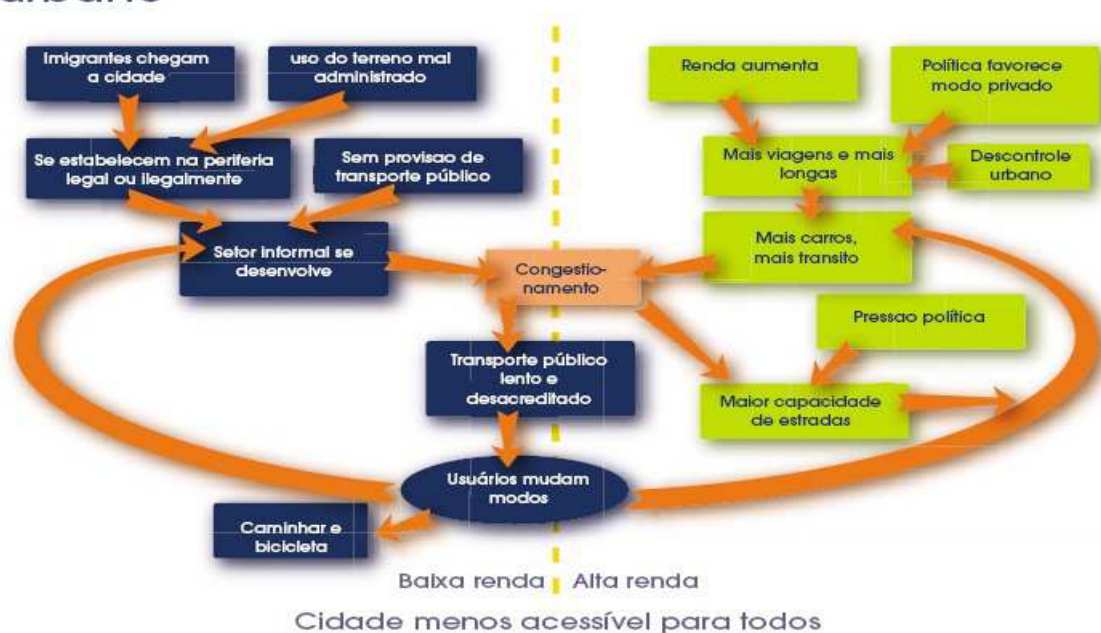 Imigrantes chegam
a cidade
uso do terreno mal
administrado
Renda aumenta
Política favorece
modo privado
Se estabelecem na periferia
legal ou ilegalmente
Sem provisao de
transporte público
Mais viagens e mais
longas
Descontrole
urbano
Setor informal se
desenvolve
Congestio-
namento
Mais carros,
mais transito
Pressao política
Transporte público
lento e
desacreditado
Maior capacidade
de estradas
Usuários mudam
modos
Caminhar e
bicicleta
Baixa renda
Alta renda
Cidade menos acessível para todos